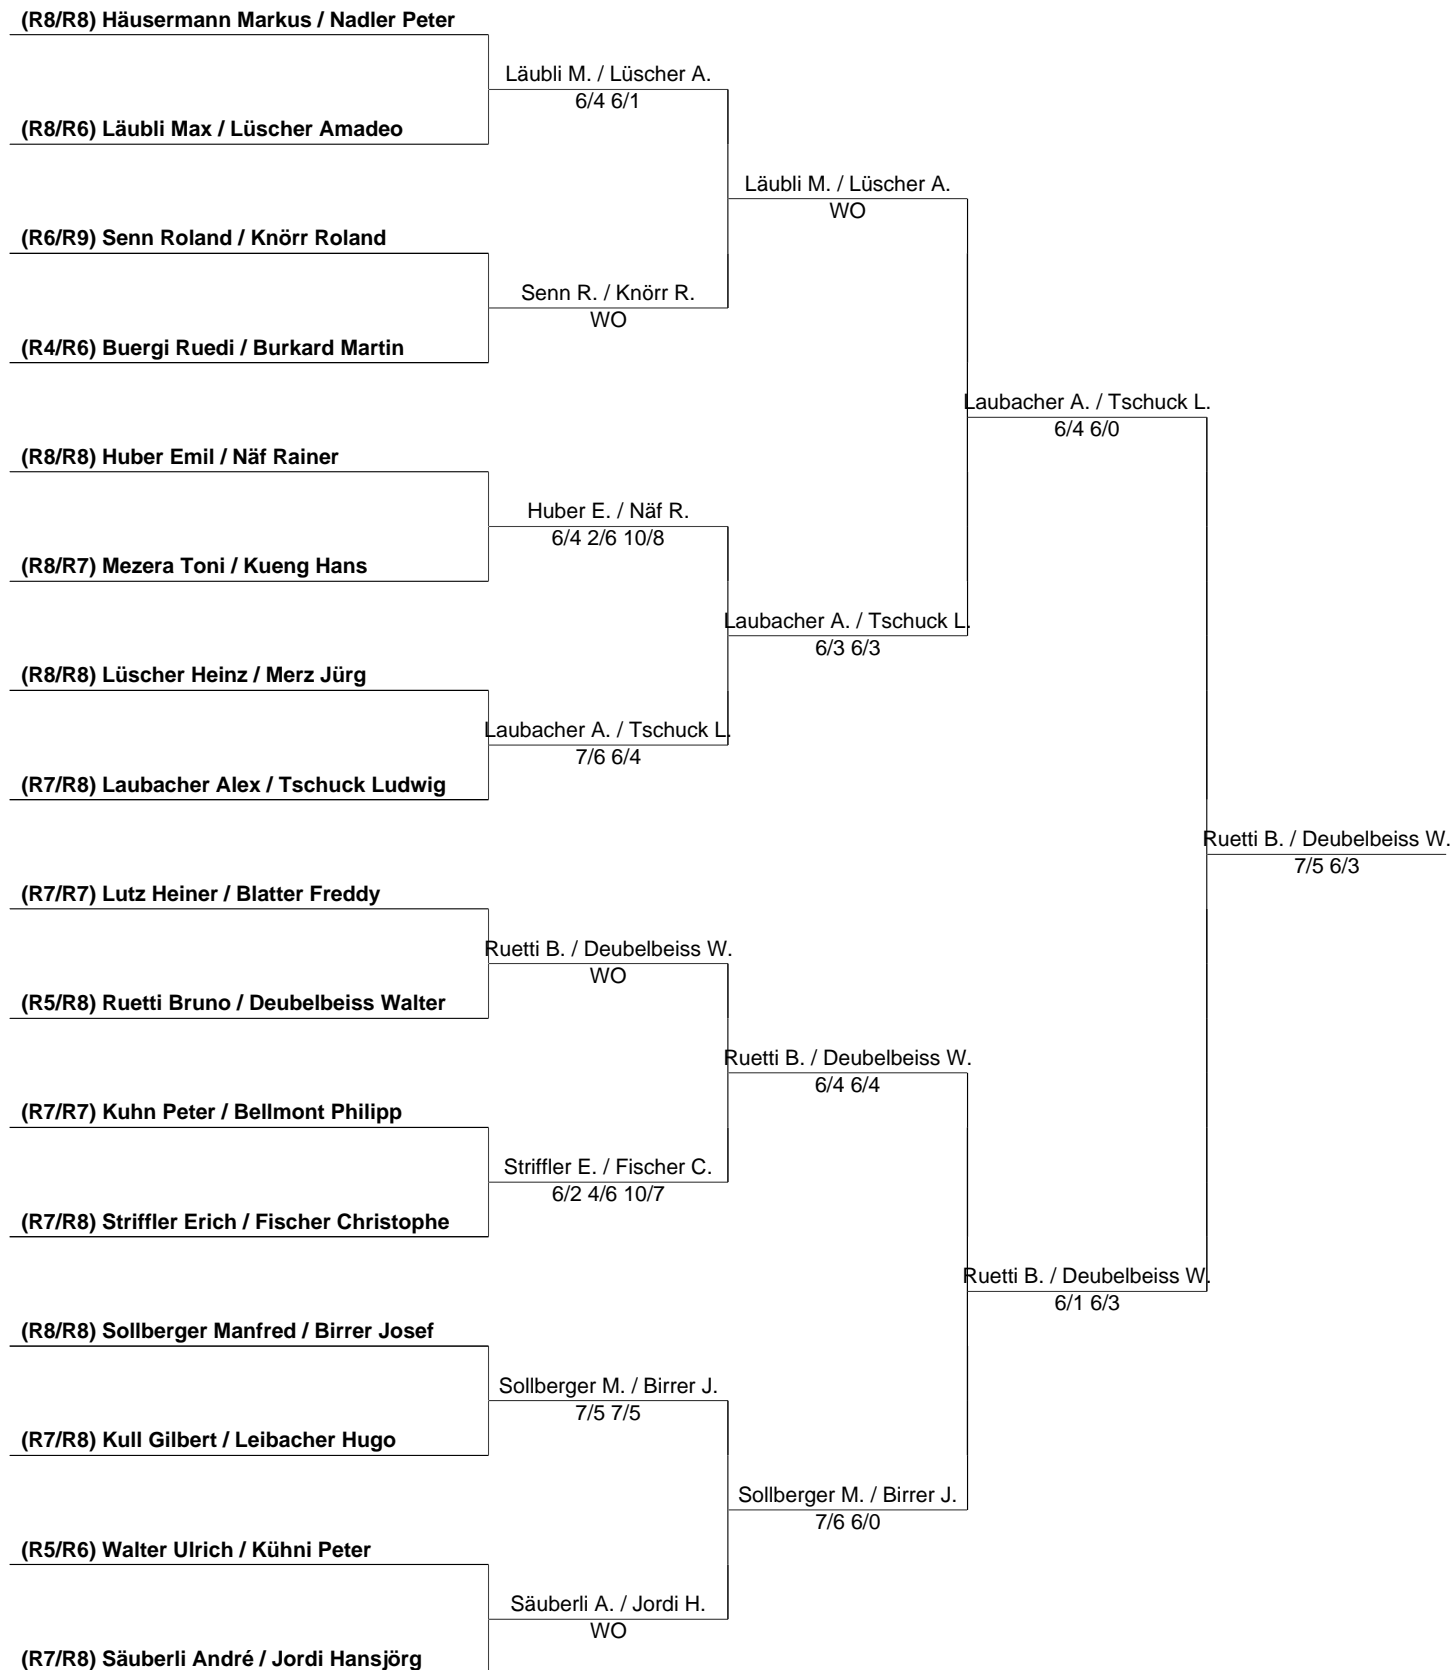 (R8/R8) Häusermann Markus / Nadler Peter
Läubli M. / Lüscher A.
6/4 6/1
(R8/R6) Läubli Max / Lüscher Amadeo
Läubli M. / Lüscher A.
WO
(R6/R9) Senn Roland / Knörr Roland
Senn R. / Knörr R.
WO
(R4/R6) Buergi Ruedi / Burkard Martin
Laubacher A. / Tschuck L.
6/4 6/0
(R8/R8) Huber Emil / Näf Rainer
Huber E. / Näf R.
6/4 2/6 10/8
(R8/R7) Mezera Toni / Kueng Hans
Laubacher A. / Tschuck L.
6/3 6/3
(R8/R8) Lüscher Heinz / Merz Jürg
Laubacher A. / Tschuck L.
7/6 6/4
(R7/R8) Laubacher Alex / Tschuck Ludwig
Ruetti B. / Deubelbeiss W.
7/5 6/3
(R7/R7) Lutz Heiner / Blatter Freddy
Ruetti B. / Deubelbeiss W.
WO
(R5/R8) Ruetti Bruno / Deubelbeiss Walter
Ruetti B. / Deubelbeiss W.
6/4 6/4
(R7/R7) Kuhn Peter / Bellmont Philipp
Striffler E. / Fischer C.
6/2 4/6 10/7
(R7/R8) Striffler Erich / Fischer Christophe
Ruetti B. / Deubelbeiss W.
6/1 6/3
(R8/R8) Sollberger Manfred / Birrer Josef
Sollberger M. / Birrer J.
7/5 7/5
(R7/R8) Kull Gilbert / Leibacher Hugo
Sollberger M. / Birrer J.
7/6 6/0
(R5/R6) Walter Ulrich / Kühni Peter
Säuberli A. / Jordi H.
WO
(R7/R8) Säuberli André / Jordi Hansjörg